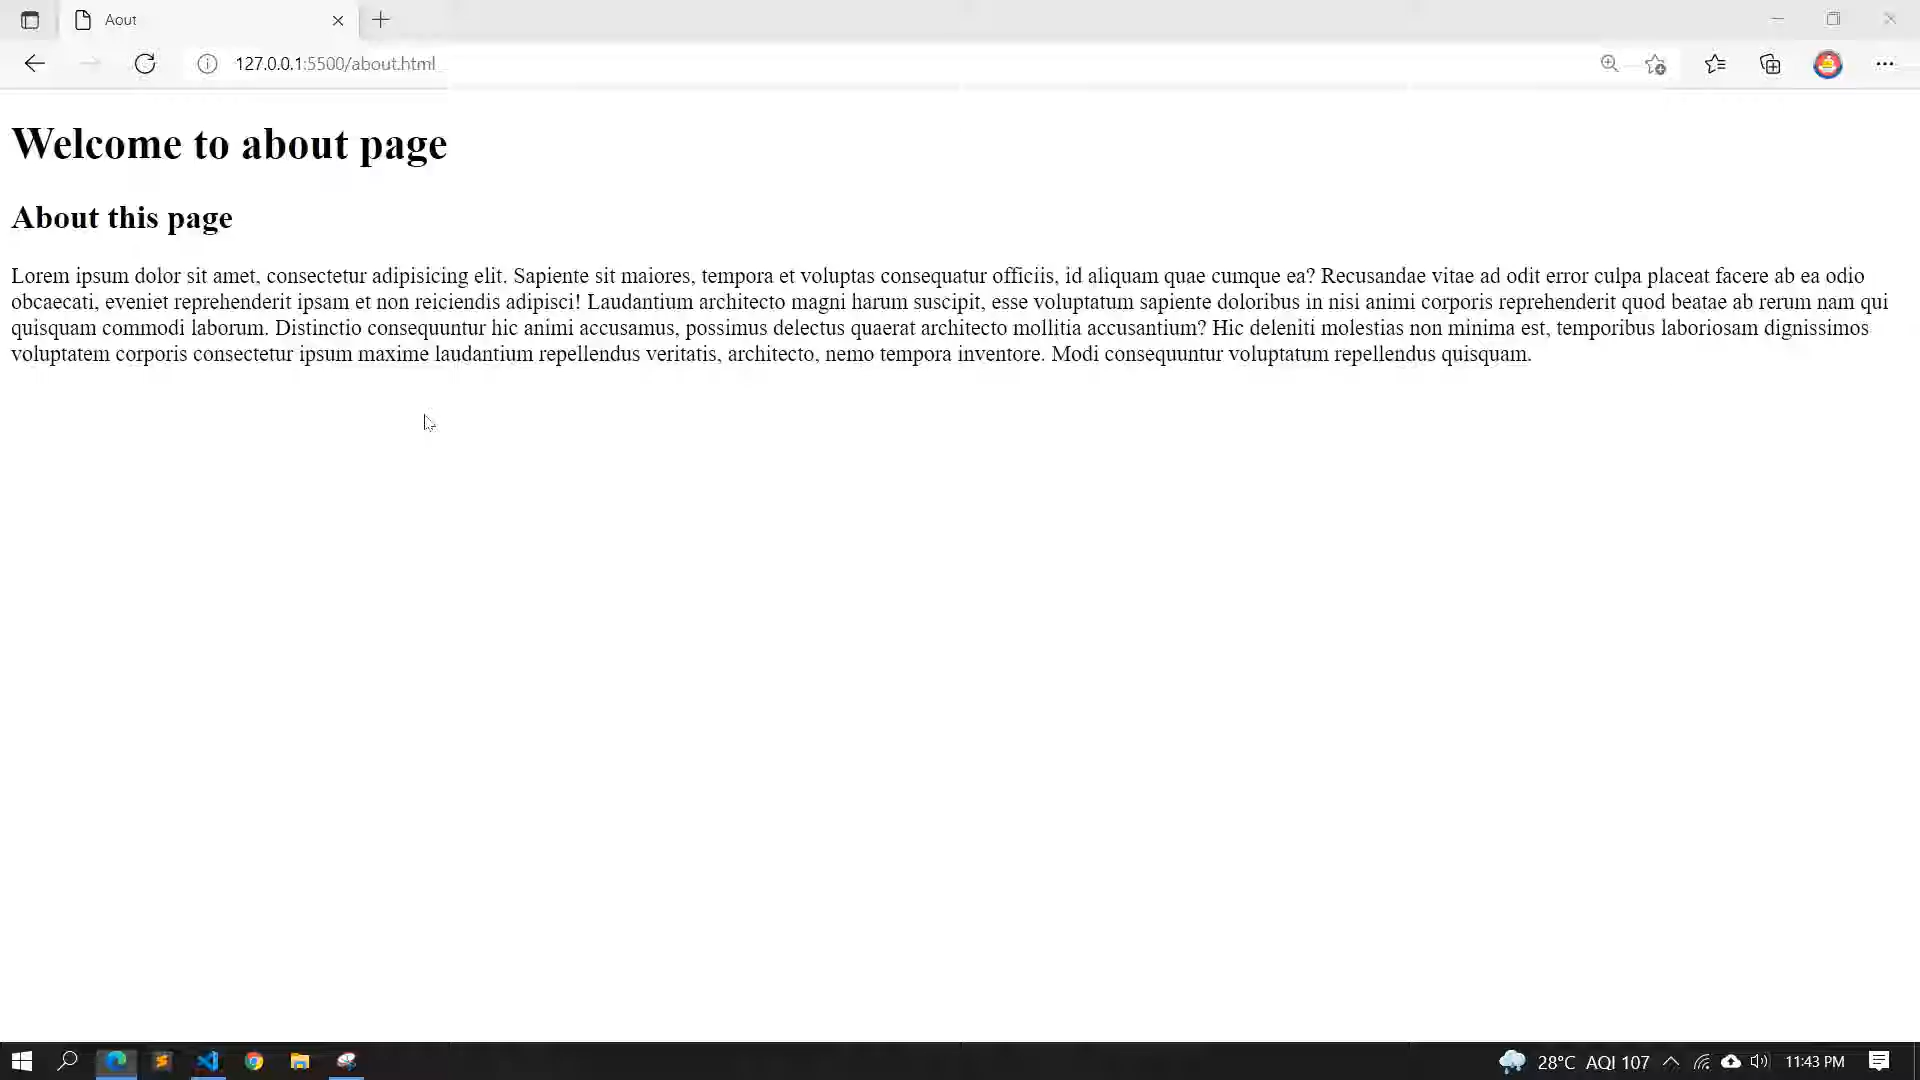 Aout
127.0.0.1:5500/about.html
Welcome to about page
About this page
Lorem ipsum dolor sit amet, consectetur adipisicing elit. Sapiente sit maiores, tempora et voluptas consequatur officiis, id aliquam quae cumque ea? Recusandae vitae ad odit error culpa placeat facere ab ea odio
obcaecati, eveniet reprehenderit ipsam et non reiciendis adipisci! Laudantium architecto magni harum suscipit, esse voluptatum sapiente doloribus in nisi animi corporis reprehenderit quod beatae ab rerum nam qui
quisquam commodi laborum. Distinctio consequuntur hic animi accusamus, possimus delectus quaerat architecto mollitia accusantium? Hic deleniti molestias non minima est, temporibus laboriosam dignissimos
voluptatem corporis consectetur ipsum maxime laudantium repellendus veritatis, architecto, nemo tempora inventore. Modi consequuntur voluptatum repellendus quisquam.
28°C AQI 107 11:43 PM